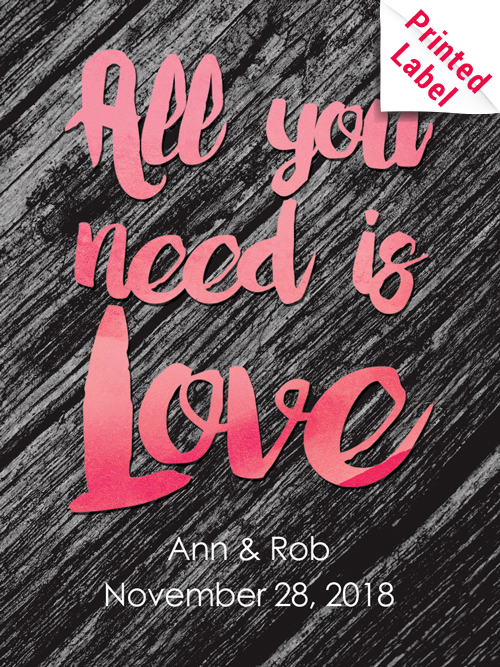 Printed
Label
All you
need is
Love
Ann & Rob
November 28, 2018